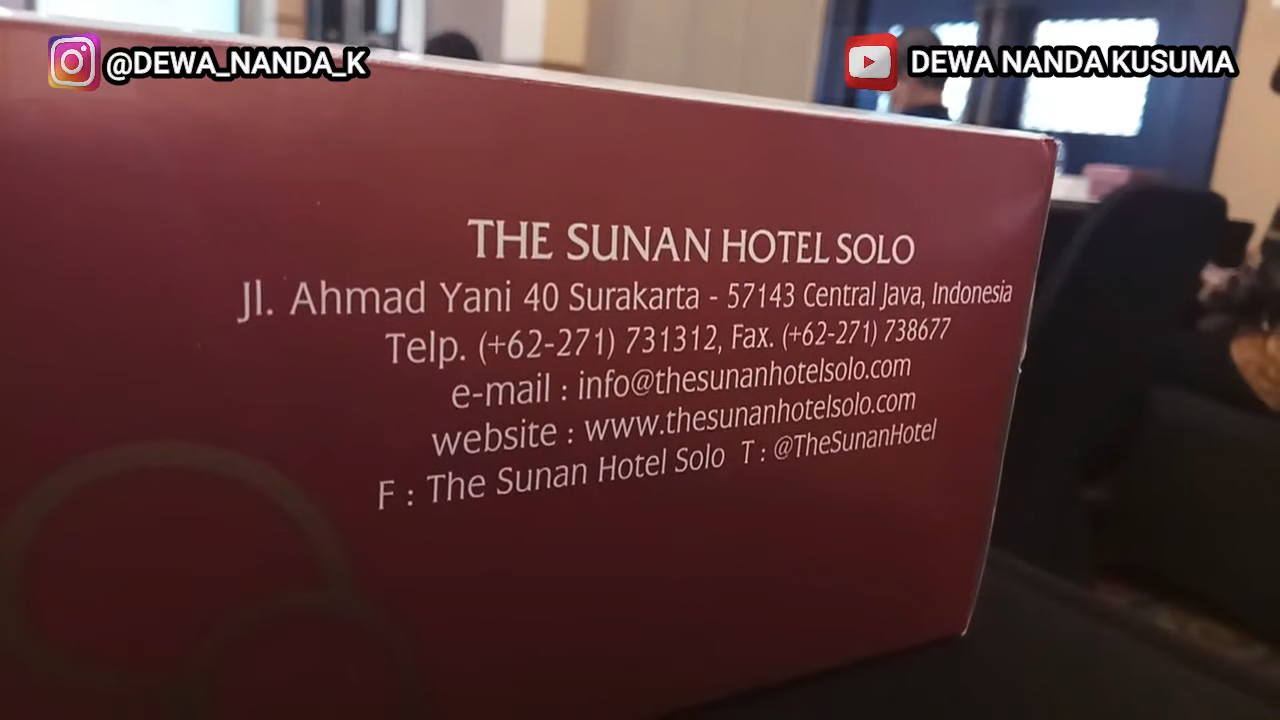 @DEWA_NANDA_K
DEWA NANDA KUSUMA
THE SUNAN HOTEL SOLO
Jl. Ahmad Yani 40 Surakarta - 57143 Central Java, Indonesia
Telp. (+62-271) 731312, Fax. (+62-271) 738677
e-mail : info@thesunanhotelsolo.com
website : www.thesunanhotelsolo.com
F : The Sunan Hotel Solo T : @TheSunanHotel